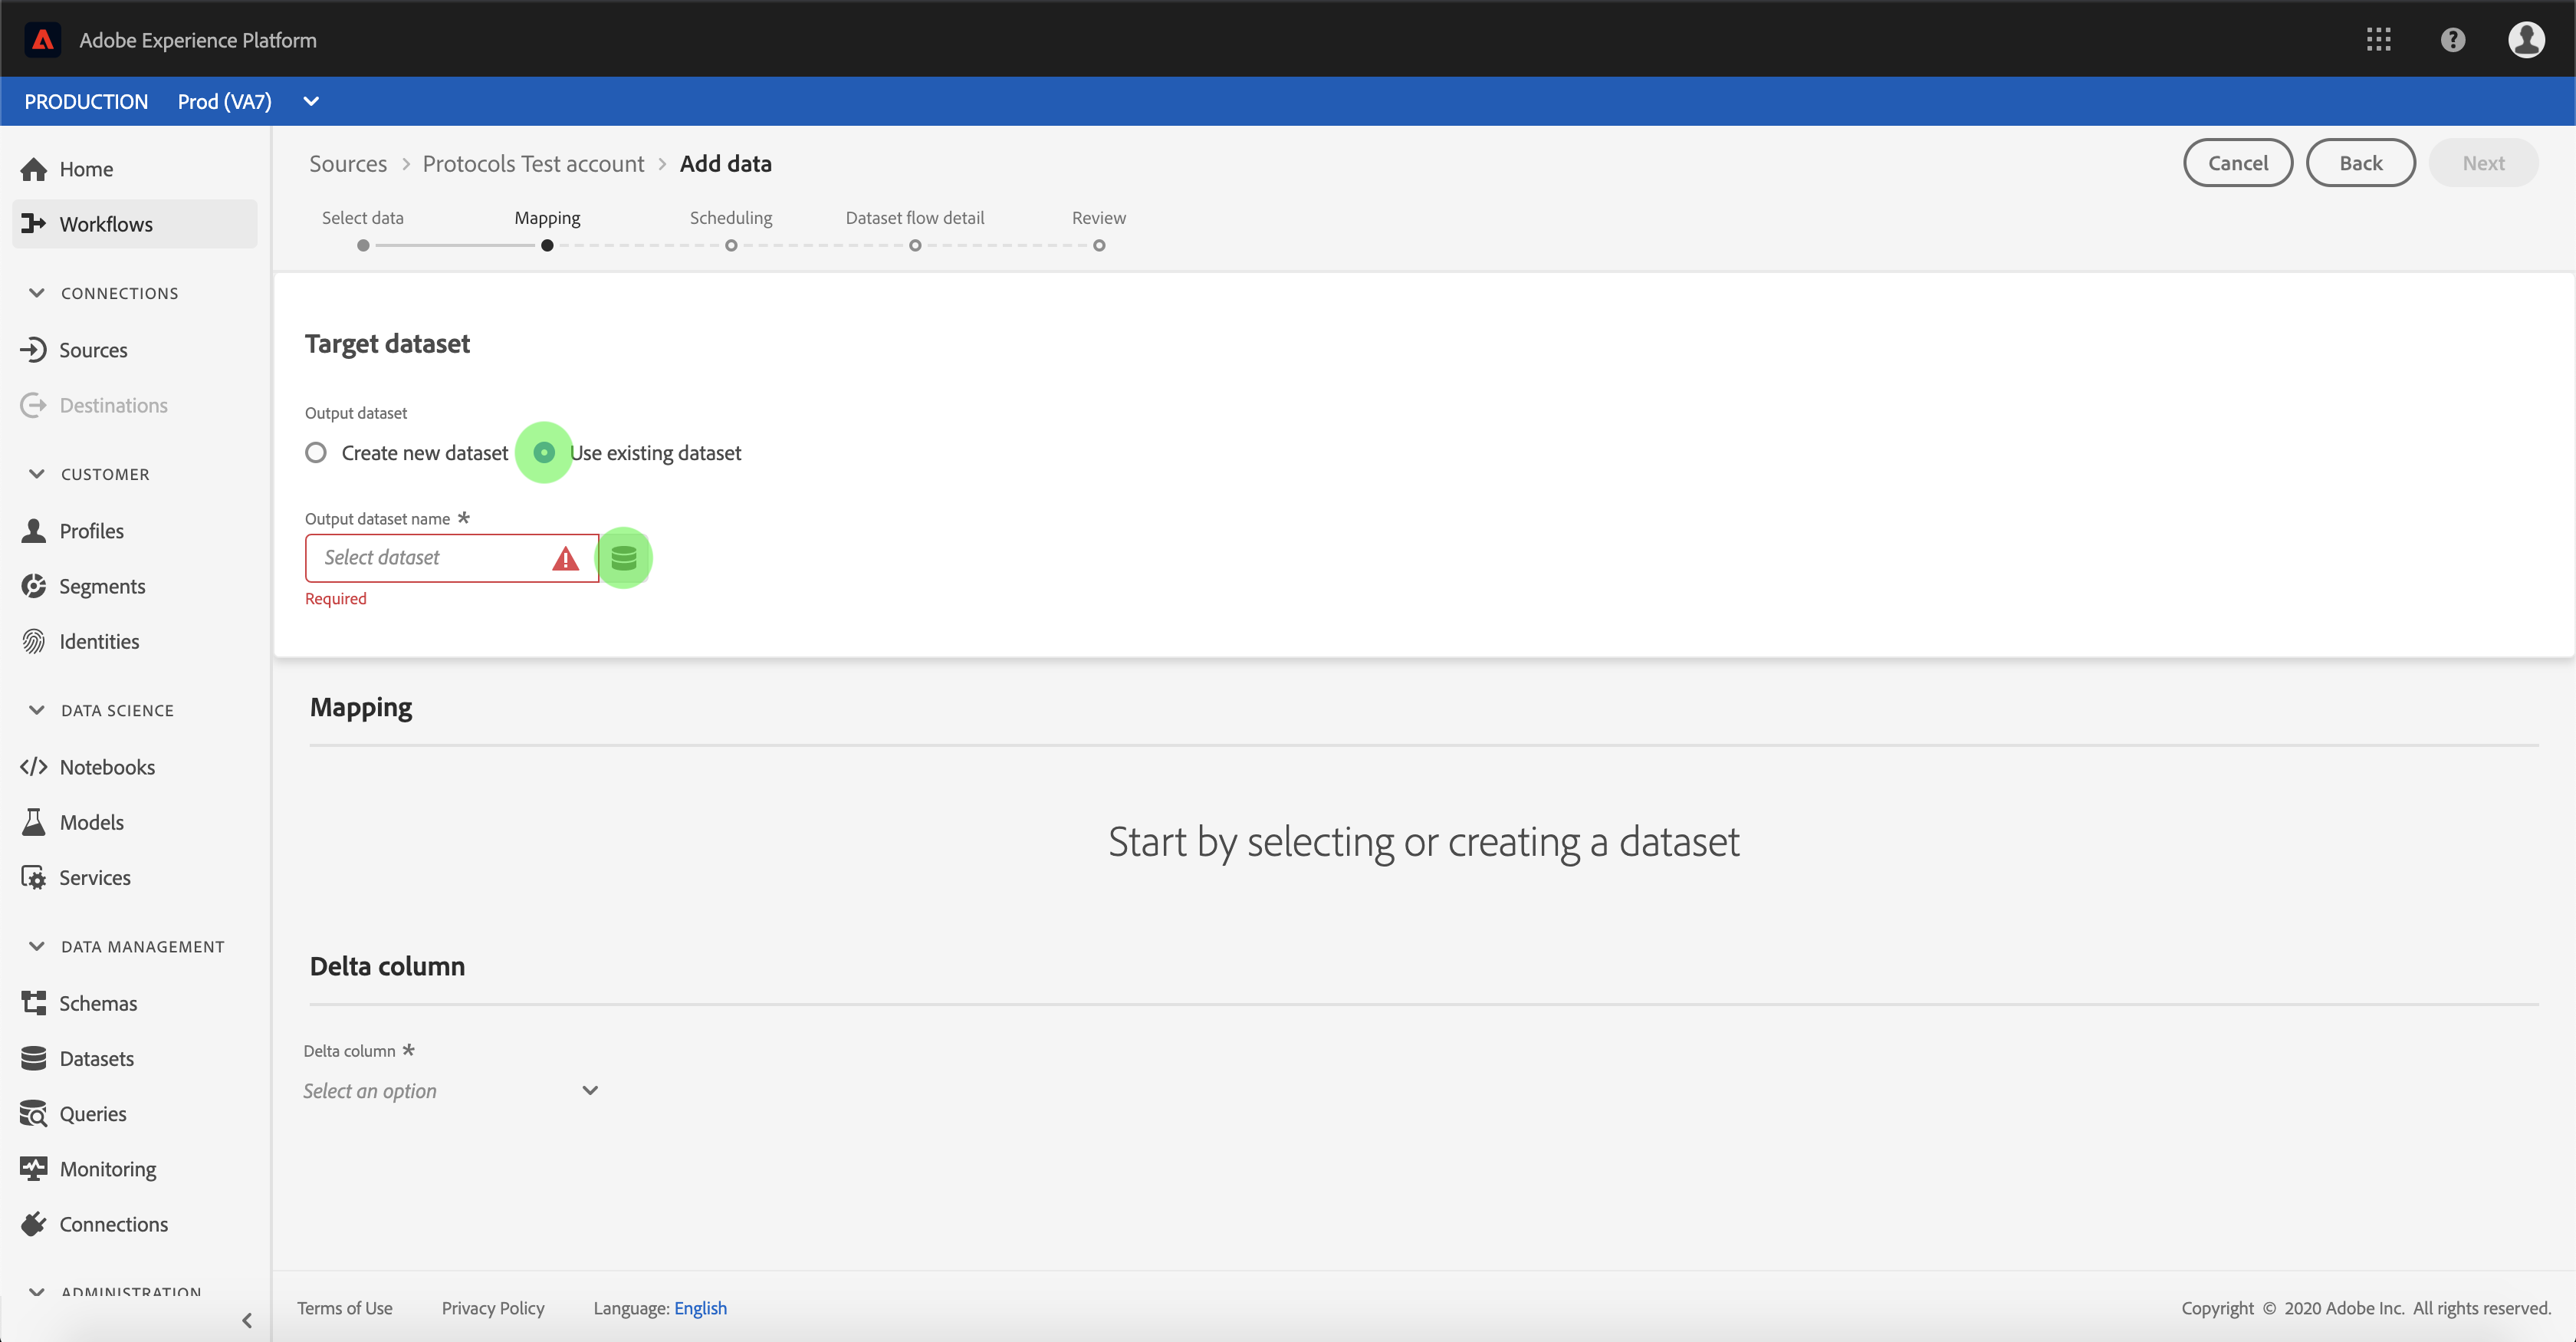 Adobe Experience Platform
PRODUCTION Prod (VA7)
Home
Workflows
CONNECTIONS
Sources
Destinations
CUSTOMER
Profiles
Segments
Identities
DATA SCIENCE
Notebooks
Models
Services
DATA MANAGEMENT
Schemas
Datasets
Queries
Monitoring
Connections
ADMINISTRATION
Sources > Protocols Test account > Add data
Cancel Back Next
Select data Mapping Scheduling Dataset flow detail Review
Target dataset
Output dataset
Create new dataset Use existing dataset
Output dataset name *
Select dataset
Required
Mapping
Start by selecting or creating a dataset
Delta column
Delta column *
Select an option
Terms of Use Privacy Policy Language: English
Copyright © 2020 Adobe Inc. All rights reserved.